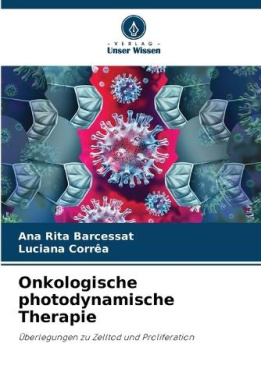 VERLAG
Unser Wissen
Ana Rita Barcessat
Luciana Corrêa
Onkologische
photodynamische
Therapie
Überlegungen zu Zelltod und Proliferation